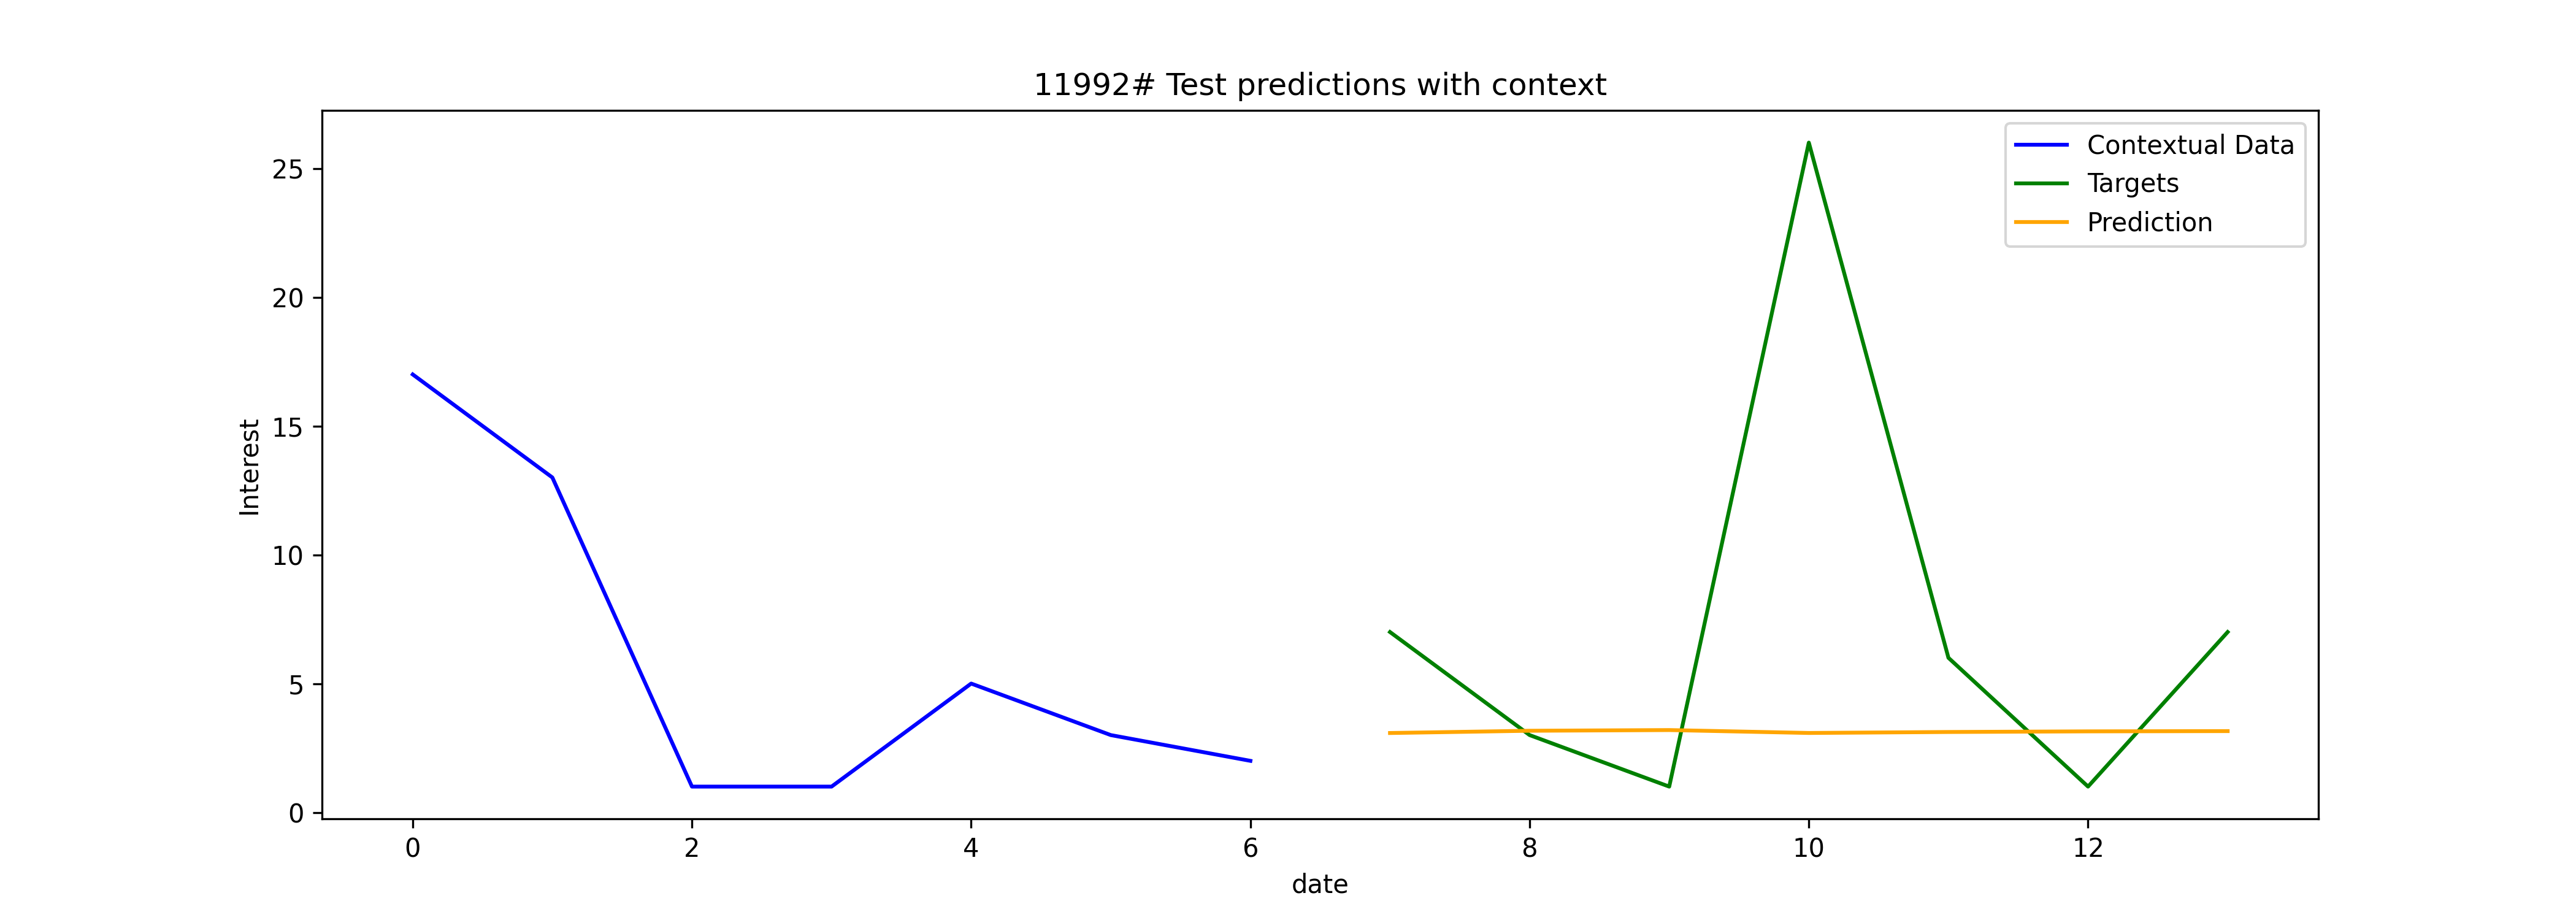 11992# Test predictions with context
Contextual Data
Targets
Prediction
Interest
25
20
15
10
5
0
0 2 4 6 8 10 12
date